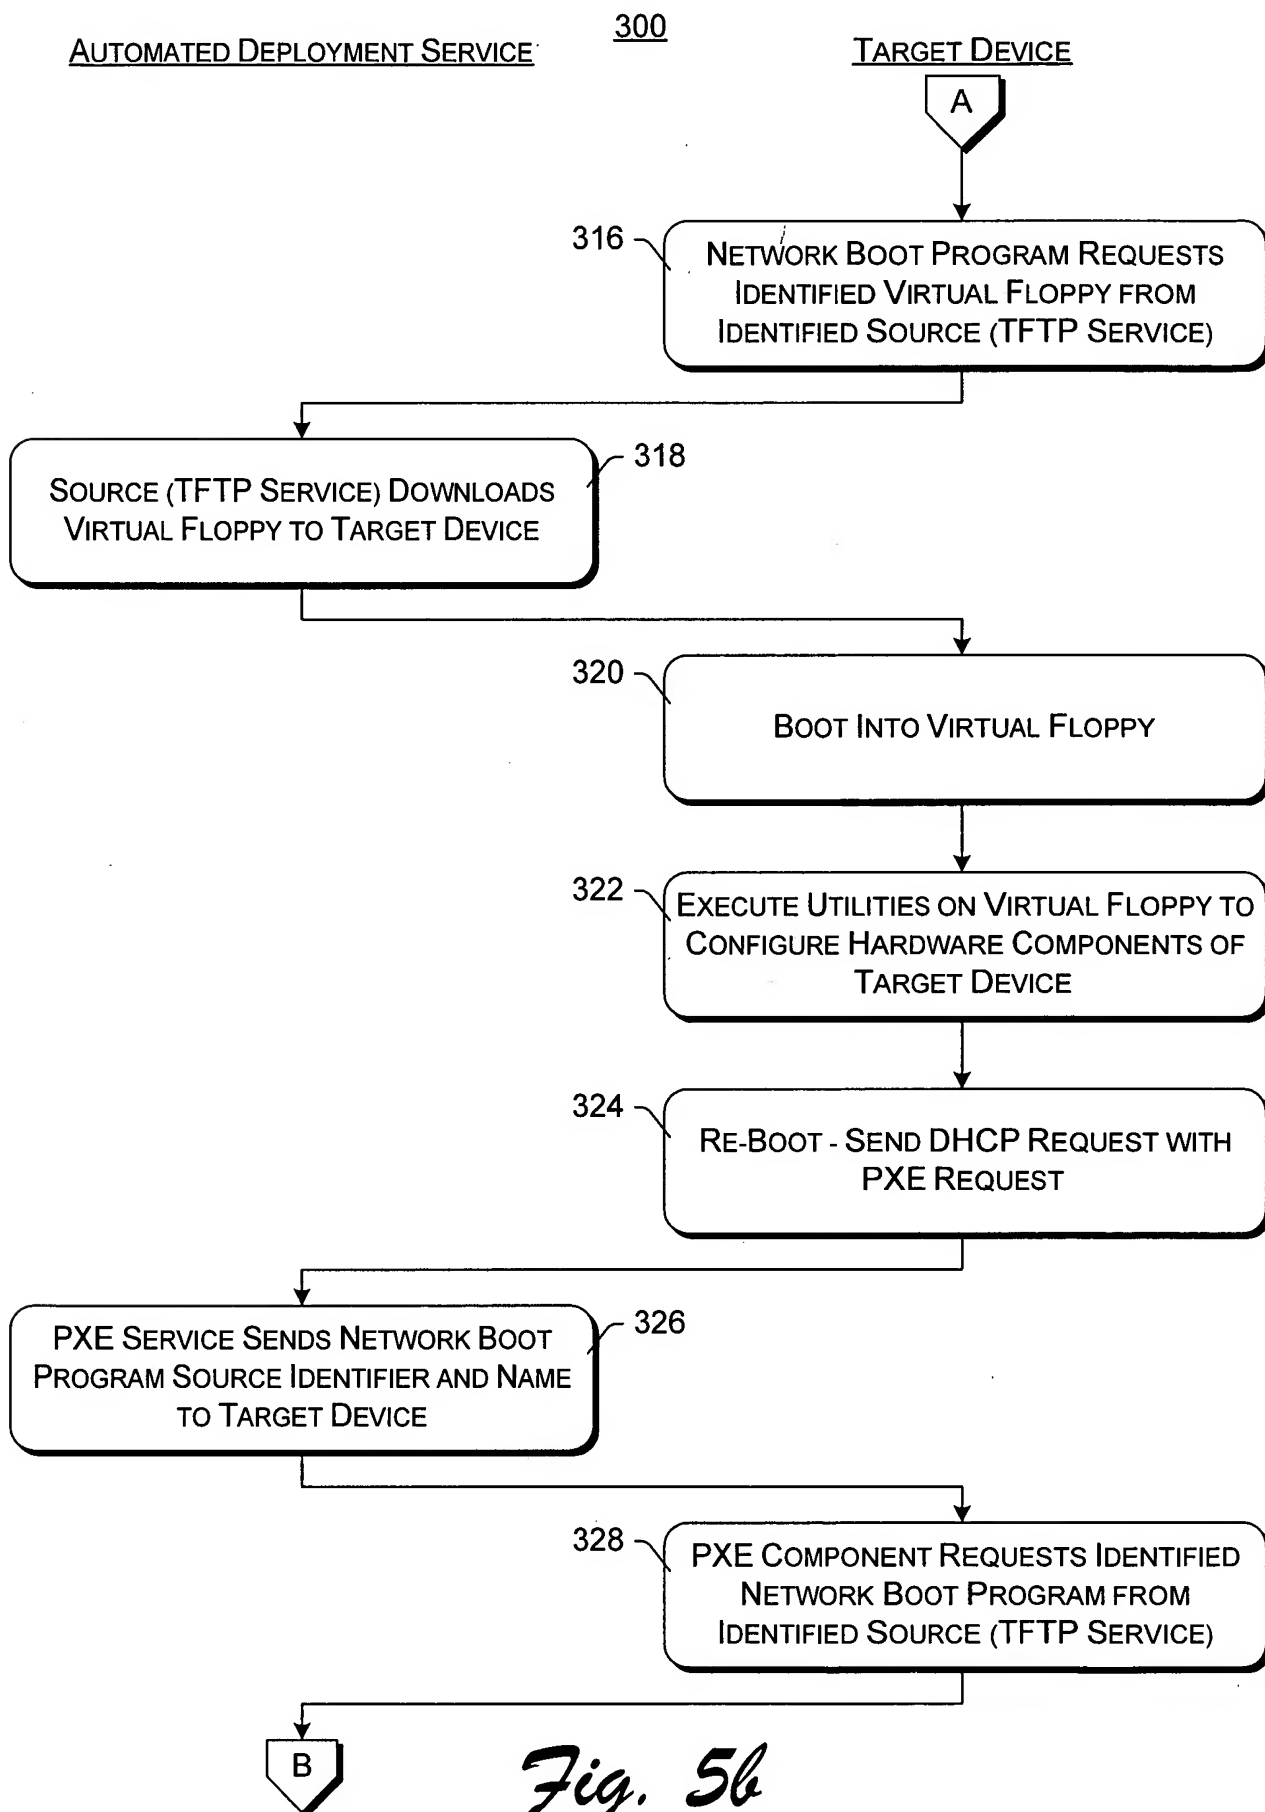 300
AUTOMATED DEPLOYMENT SERVICE
TARGET DEVICE
A
316
NETWORK BOOT PROGRAM REQUESTS
IDENTIFIED VIRTUAL FLOPPY FROM
IDENTIFIED SOURCE (TFTP SERVICE)
318
SOURCE (TFTP SERVICE) DOWNLOADS
VIRTUAL FLOPPY TO TARGET DEVICE
320
BOOT INTO VIRTUAL FLOPPY
322
EXECUTE UTILITIES ON VIRTUAL FLOPPY TO
CONFIGURE HARDWARE COMPONENTS OF
TARGET DEVICE
324
RE-BOOT - SEND DHCP REQUEST WITH
PXE REQUEST
326
PXE SERVICE SENDS NETWORK BOOT
PROGRAM SOURCE IDENTIFIER AND NAME
TO TARGET DEVICE
328
PXE COMPONENT REQUESTS IDENTIFIED
NETWORK BOOT PROGRAM FROM
IDENTIFIED SOURCE (TFTP SERVICE)
B
Fig. 5b